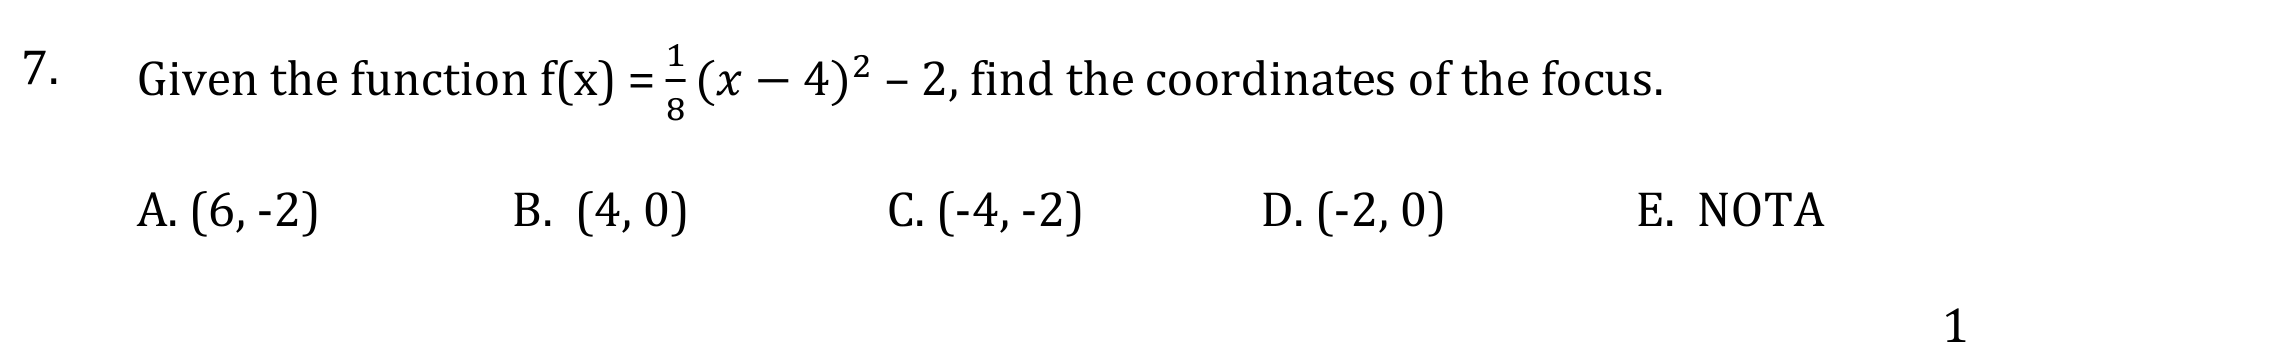 7. Given the function f(x) = 1/8 (x − 4)² – 2, find the coordinates of the focus.
A. (6, -2) B. (4, 0) C. (-4, -2) D. (-2, 0) E. NOTA
1